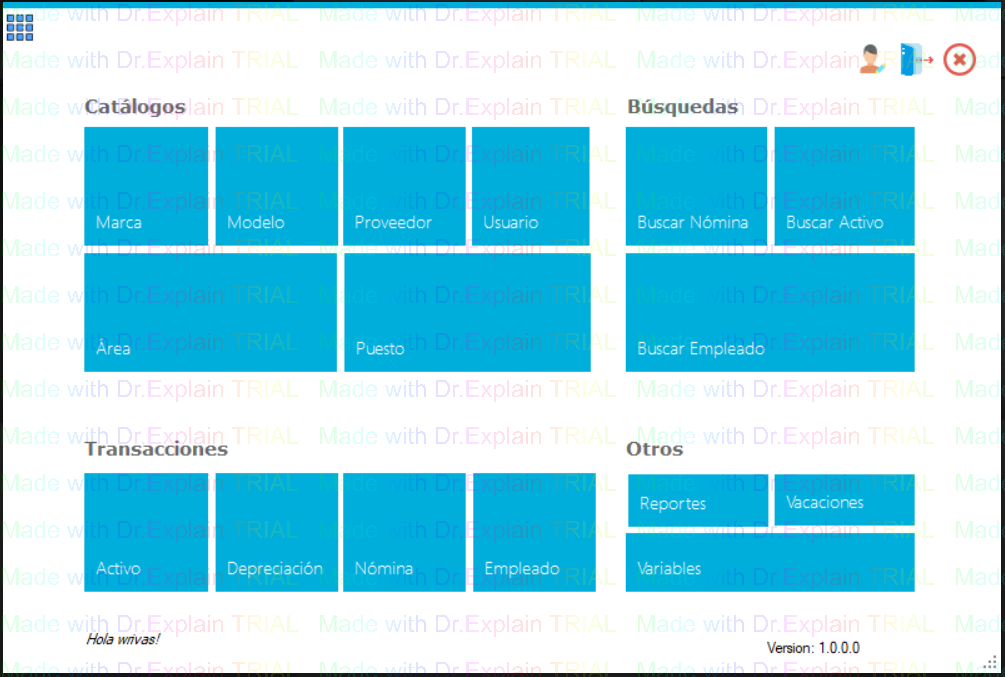 Catálogos
Búsquedas
Marca
Modelo
Proveedor
Usuario
Buscar Nómina
Buscar Activo
Área
Puesto
Buscar Empleado
Transacciones
Otros
Reportes
Vacaciones
Activo
Depreciación
Nómina
Empleado
Variables
Hola wrivas!
Version: 1.0.0.0
Made with Dr.Explain TRIAL